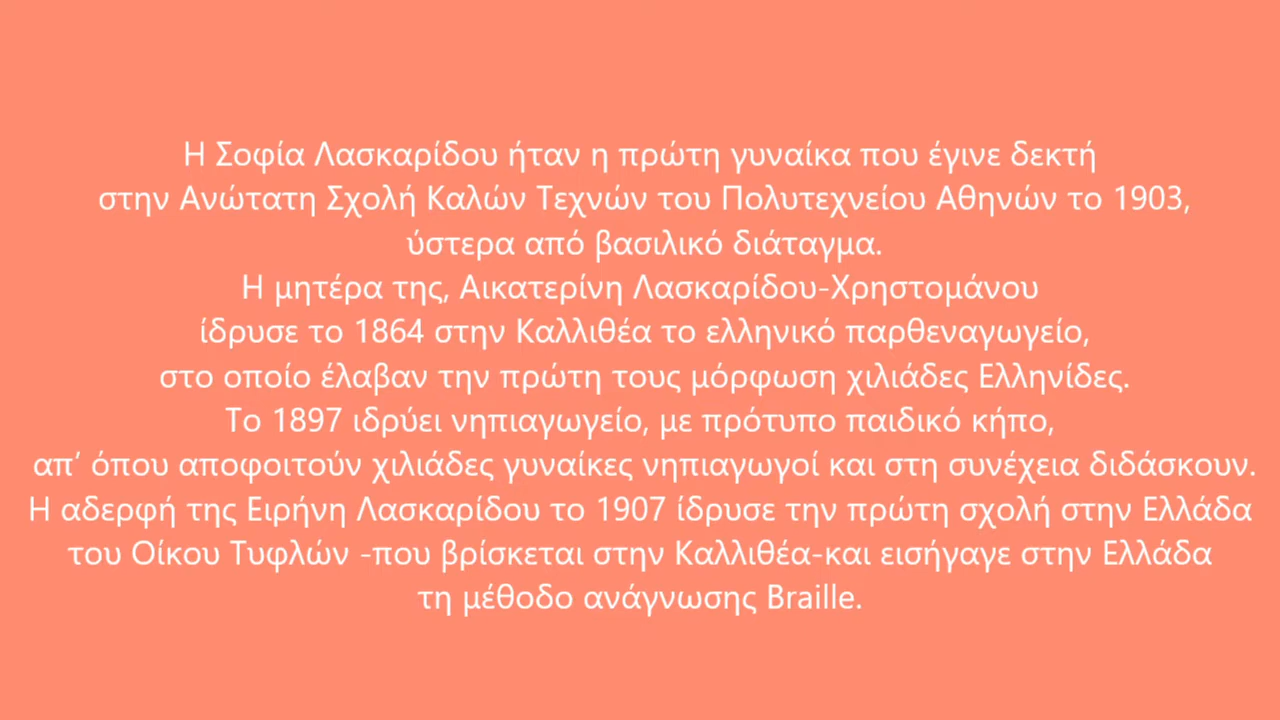 Η Σοφία Λασκαρίδου ήταν η πρώτη γυναίκα που έγινε δεκτή
στην Ανώτατη Σχολή Καλών Τεχνών του Πολυτεχνείου Αθηνών το 1903,
ύστερα από βασιλικό διάταγμα.
Η μητέρα της, Αικατερίνη Λασκαρίδου-Χρηστομάνου
ίδρυσε το 1864 στην Καλλιθέα το ελληνικό παρθεναγωγείο,
στο οποίο έλαβαν την πρώτη τους μόρφωση χιλιάδες Ελληνίδες.
Το 1897 ιδρύει νηπιαγωγείο, με πρότυπο παιδικό κήπο,
απ’ όπου αποφοιτούν χιλιάδες γυναίκες νηπιαγωγοί και στη συνέχεια διδάσκουν.
Η αδερφή της Ειρήνη Λασκαρίδου το 1907 ίδρυσε την πρώτη σχολή στην Ελλάδα
του Οίκου Τυφλών -που βρίσκεται στην Καλλιθέα-και εισήγαγε στην Ελλάδα
τη μέθοδο ανάγνωσης Braille.